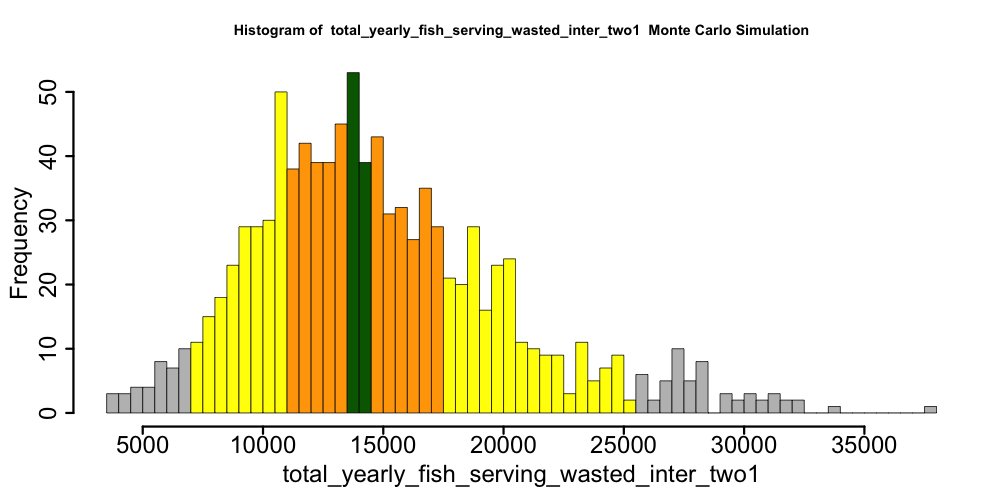 Histogram of  total_yearly_fish_serving_wasted_inter_two1  Monte Carlo Simulation
Frequency
50
40
30
20
10
0
5000 10000 15000 20000 25000 30000 35000
total_yearly_fish_serving_wasted_inter_two1